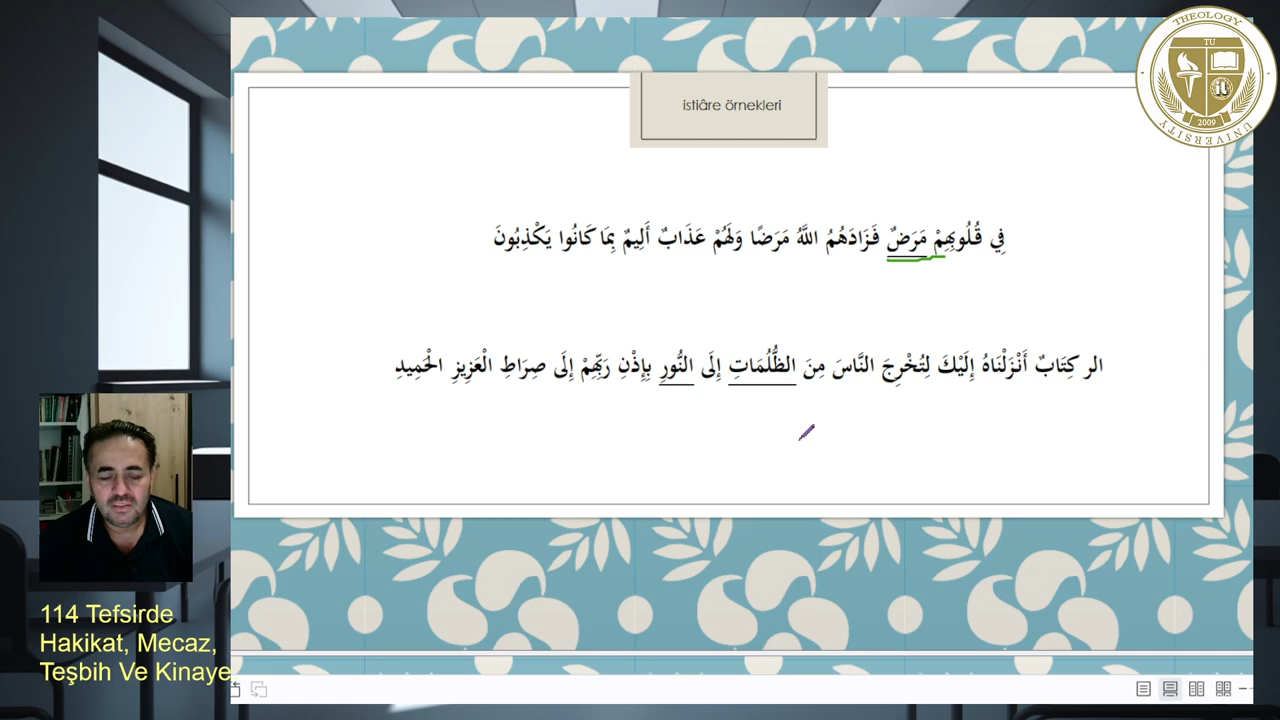 THEOLOGY
TU
2009
UNIVERSITY
istiâre örnekleri
فِي قُلُوبِهِمْ مَرَضٌ فَزَادَهُمُ اللَّهُ مَرَضًا وَلَهُمْ عَذَابٌ أَلِيمٌ بِمَا كَانُوا يَكْذِبُونَ
الر كِتَابٌ أَنْزَلْنَاهُ إِلَيْكَ لِتُخْرِجَ النَّاسَ مِنَ الظُّلُمَاتِ إِلَى النُّورِ بِإِذْنِ رَبِّهِمْ إِلَى صِرَاطِ الْعَزِيزِ الْحَمِيدِ
114 Tefsirde
Hakikat, Mecaz,
Teşbih Ve Kinaye